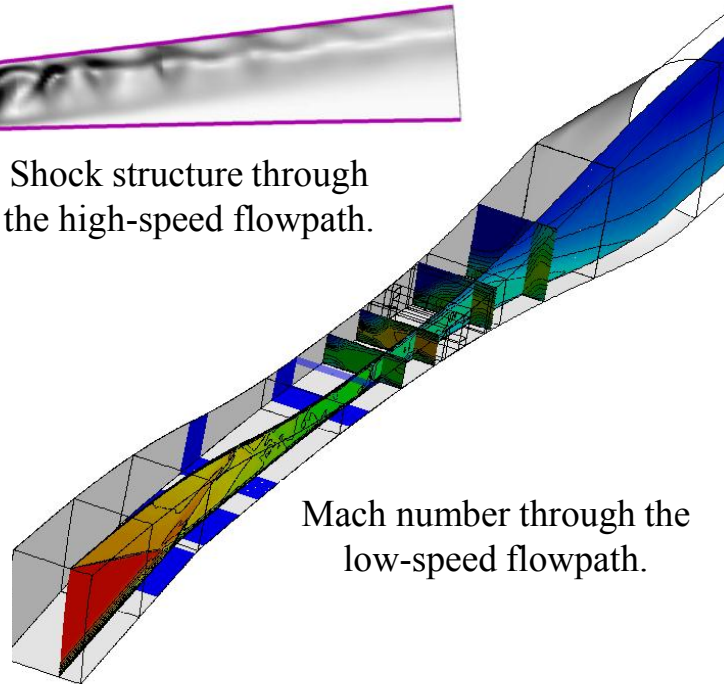 Shock structure through
the high-speed flowpath.
Mach number through the
low-speed flowpath.